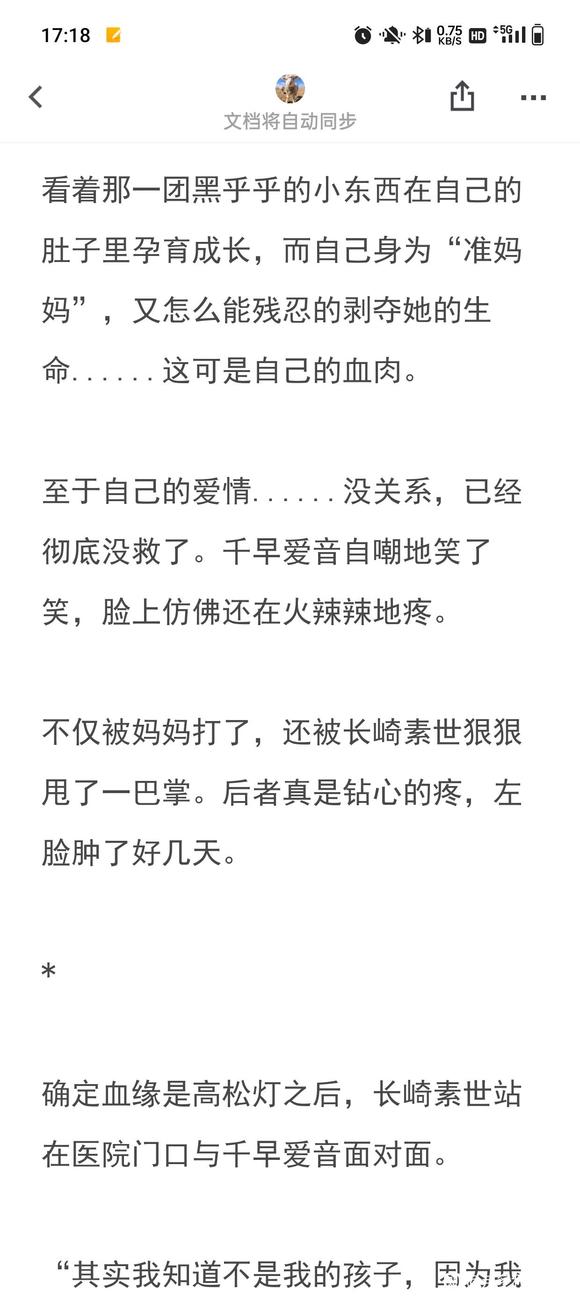 17:18
0.75
KB/S
HD
5G
文档将自动同步
看着那一团黑乎乎的小东西在自己的
肚子里孕育成长，而自己身为“准妈
妈”，又怎么能残忍的剥夺她的生
命......这可是自己的血肉。
至于自己的爱情......没关系，已经
彻底没救了。千早爱音自嘲地笑了
笑，脸上仿佛还在火辣辣地疼。
不仅被妈妈打了，还被长崎素世狠狠
甩了一巴掌。后者真是钻心的疼，左
脸肿了好几天。
*
确定血缘是高松灯之后，长崎素世站
在医院门口与千早爱音面对面。
“其实我知道不是我的孩子，因为我